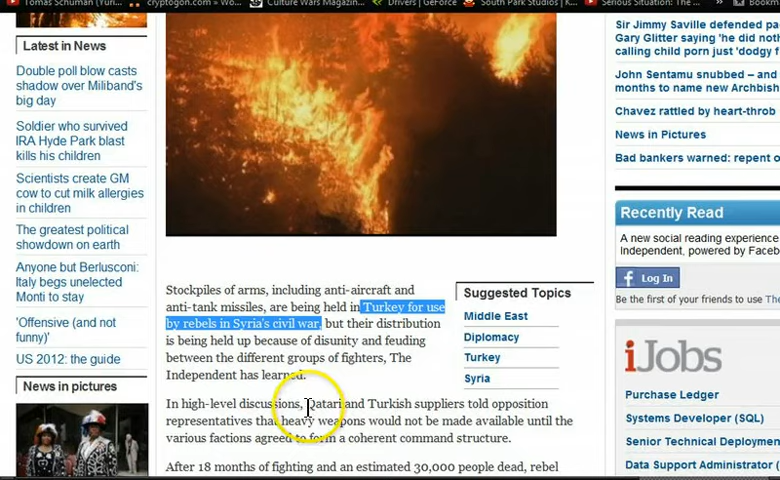 Tomas Schuman (Yuri...
cryptogon.com » Wo...
Culture Wars Magazin...
Drivers | GeForce
South Park Studios | K...
Serious Situation: The ...
»
Bookm
Latest in News
Double poll blow casts
shadow over Miliband's
big day
Soldier who survived
IRA Hyde Park blast
kills his children
Scientists create GM
cow to cut milk allergies
in children
The greatest political
showdown on earth
Anyone but Berlusconi:
Italy begs unelected
Monti to stay
'Offensive (and not
funny)'
US 2012: the guide
News in pictures
Stockpiles of arms, including anti-aircraft and
anti-tank missiles, are being held in Turkey for use
by rebels in Syria's civil war, but their distribution
is being held up because of disunity and feuding
between the different groups of fighters, The
Independent has learned.
In high-level discussions, Qatari and Turkish suppliers told opposition
representatives that heavy weapons would not be made available until the
various factions agreed to form a coherent command structure.
After 18 months of fighting and an estimated 30,000 people dead, rebel
Suggested Topics
Middle East
Diplomacy
Turkey
Syria
Sir Jimmy Saville defended pa
Gary Glitter saying 'he did noth
calling child porn just 'dodgy f
John Sentamu snubbed – and
months to name new Archbish
Chavez rattled by heart-throb
News in Pictures
Bad bankers warned: repent o
Recently Read
A new social reading experience
Independent, powered by Faceb
f Log In
Be the first of your friends to use Th
iJobs
Purchase Ledger
Systems Developer (SQL)
Senior Technical Deploymen
Data Support Administrator (